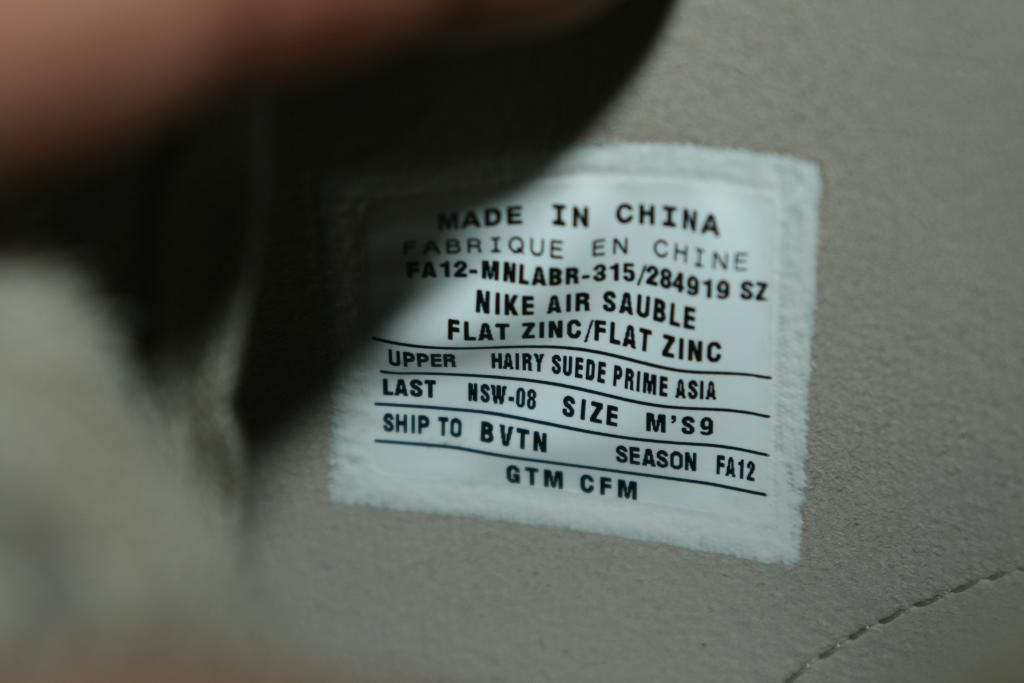 MADE IN CHINA
FABRIQUE EN CHINE
FA12-MNLABR-315/284919 SZ
NIKE AIR SAUBLE
FLAT ZINC/FLAT ZINC
UPPER HAIRY SUEDE PRIME ASIA
LAST NSW-08 SIZE M'S9
SHIP TO BVTN SEASON FA12
GTM CFM